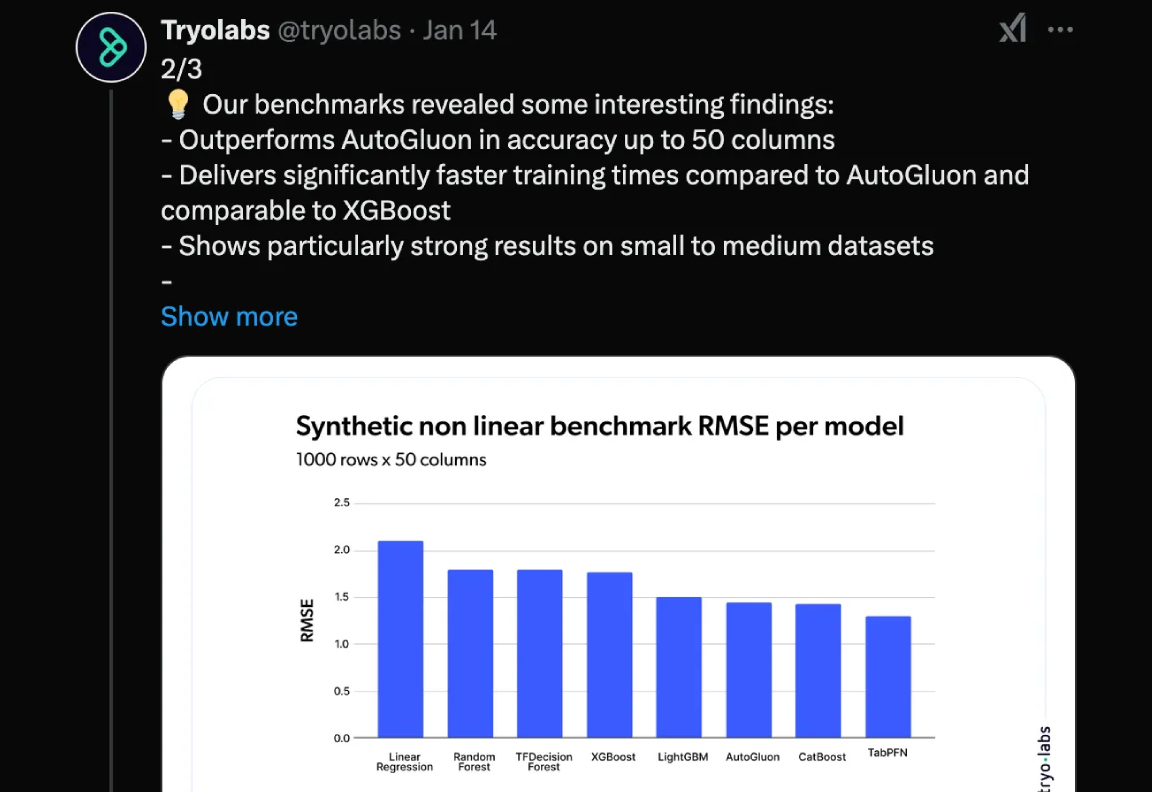 Tryolabs @tryolabs · Jan 14
2/3
💡 Our benchmarks revealed some interesting findings:
- Outperforms AutoGluon in accuracy up to 50 columns
- Delivers significantly faster training times compared to AutoGluon and
comparable to XGBoost
- Shows particularly strong results on small to medium datasets
-
Show more
Synthetic non linear benchmark RMSE per model
1000 rows x 50 columns
2.5
2.0
1.5
1.0
0.5
0.0
RMSE
Linear
Regression
Random
Forest
TFDecision
Forest
XGBoost
LightGBM
AutoGluon
CatBoost
TabPFN
tryo·labs